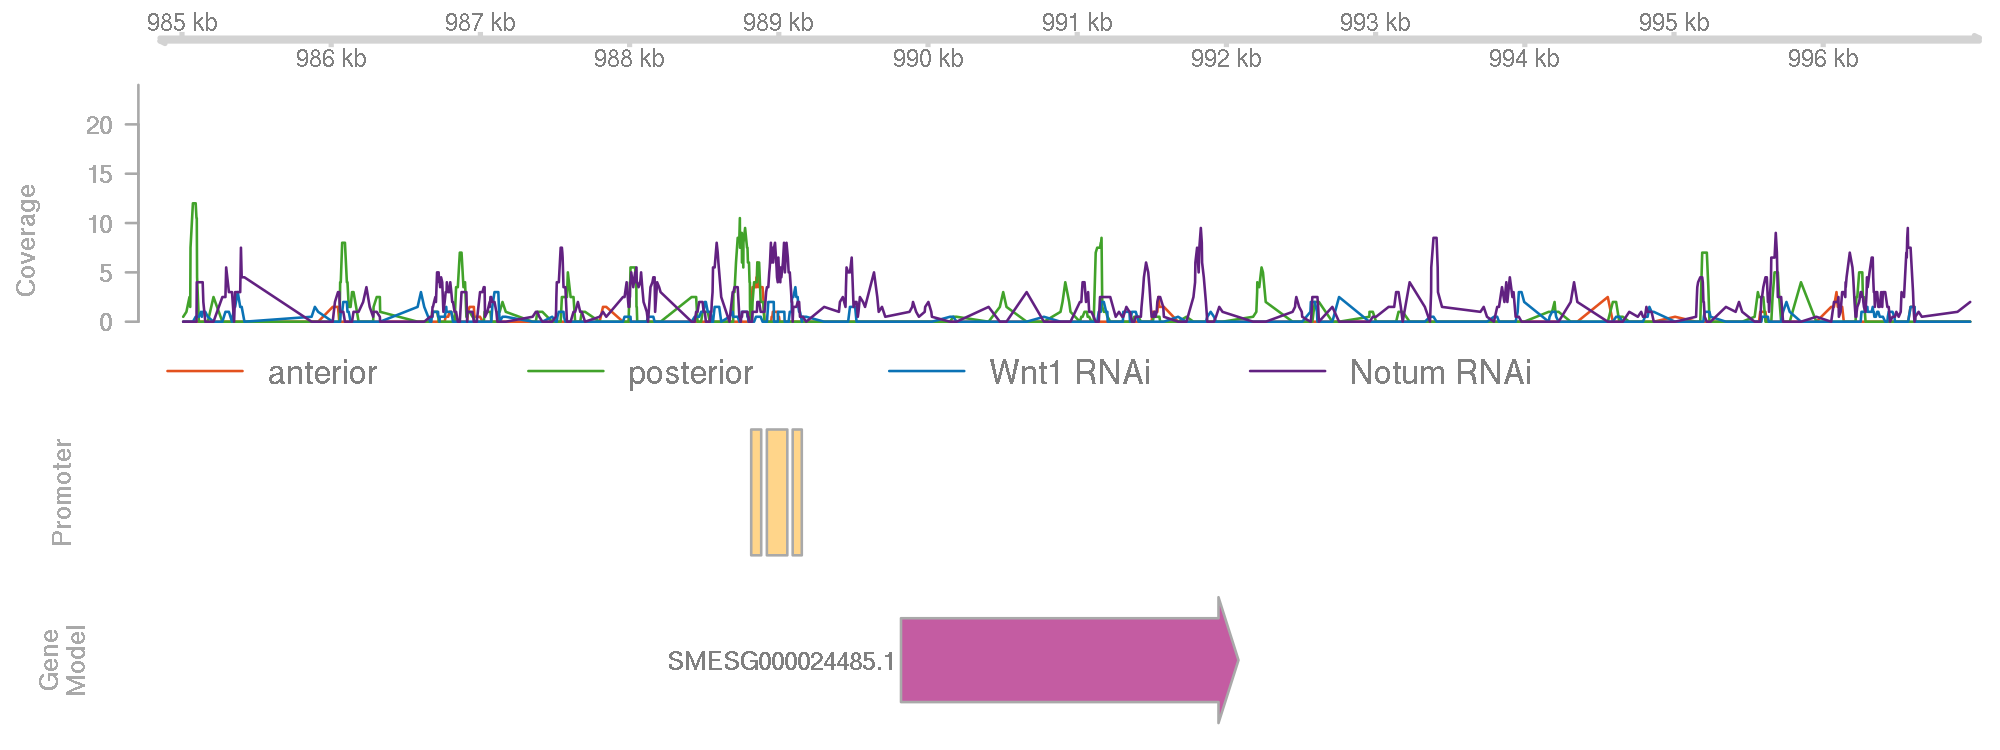 985 kb 987 kb 989 kb 991 kb 993 kb 995 kb
986 kb 988 kb 990 kb 992 kb 994 kb 996 kb
Coverage
20
15
10
5
0
anterior posterior Wnt1 RNAi Notum RNAi
Promoter
Gene
Model
SMESG000024485.1